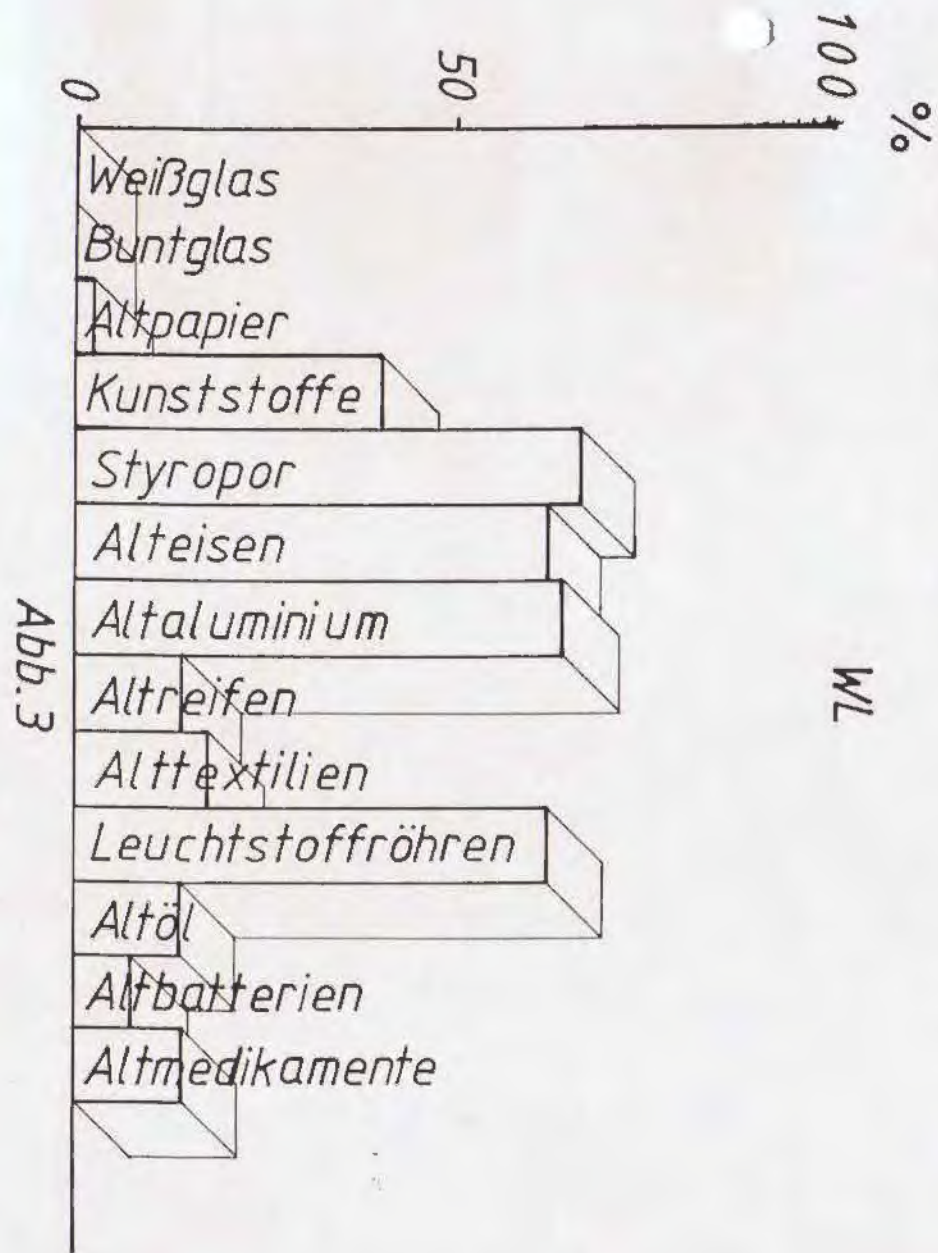 %
0
50
100
WL
Weißglas
Buntglas
Altpapier
Kunststoffe
Styropor
Alteisen
Altaluminium
Altreifen
Alttextilien
Leuchtstoffröhren
Altöl
Altbatterien
Altmedikamente
Abb.3